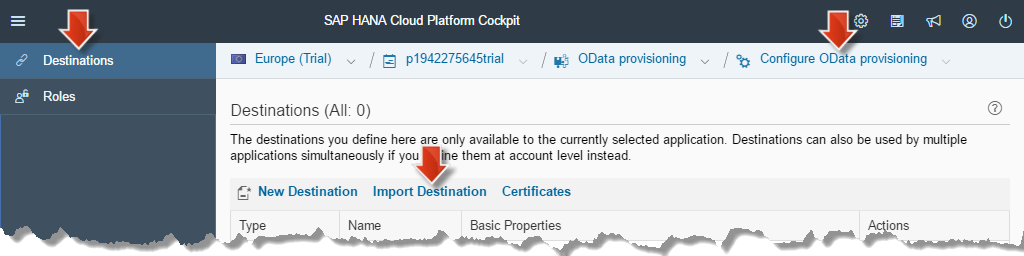 SAP HANA Cloud Platform Cockpit
Destinations
Roles
Europe (Trial) / p1942275645trial / OData provisioning / Configure OData provisioning
Destinations (All: 0)
The destinations you define here are only available to the currently selected application. Destinations can also be used by multiple
applications simultaneously if you ine them at account level instead.
New Destination Import Destination Certificates
Type Name Basic Properties Actions